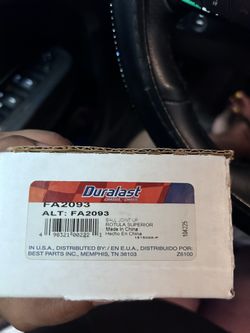 Duralast
FA2093
ALT: FA2093
BALL JOINT UP
ROTULA SUPERIOR
Made in China
Hecho En China
IN U.S.A., DISTRIBUTED BY: / EN E.U.A., DISTRIBUIDO POR:
BEST PARTS INC., MEMPHIS, TN 38103